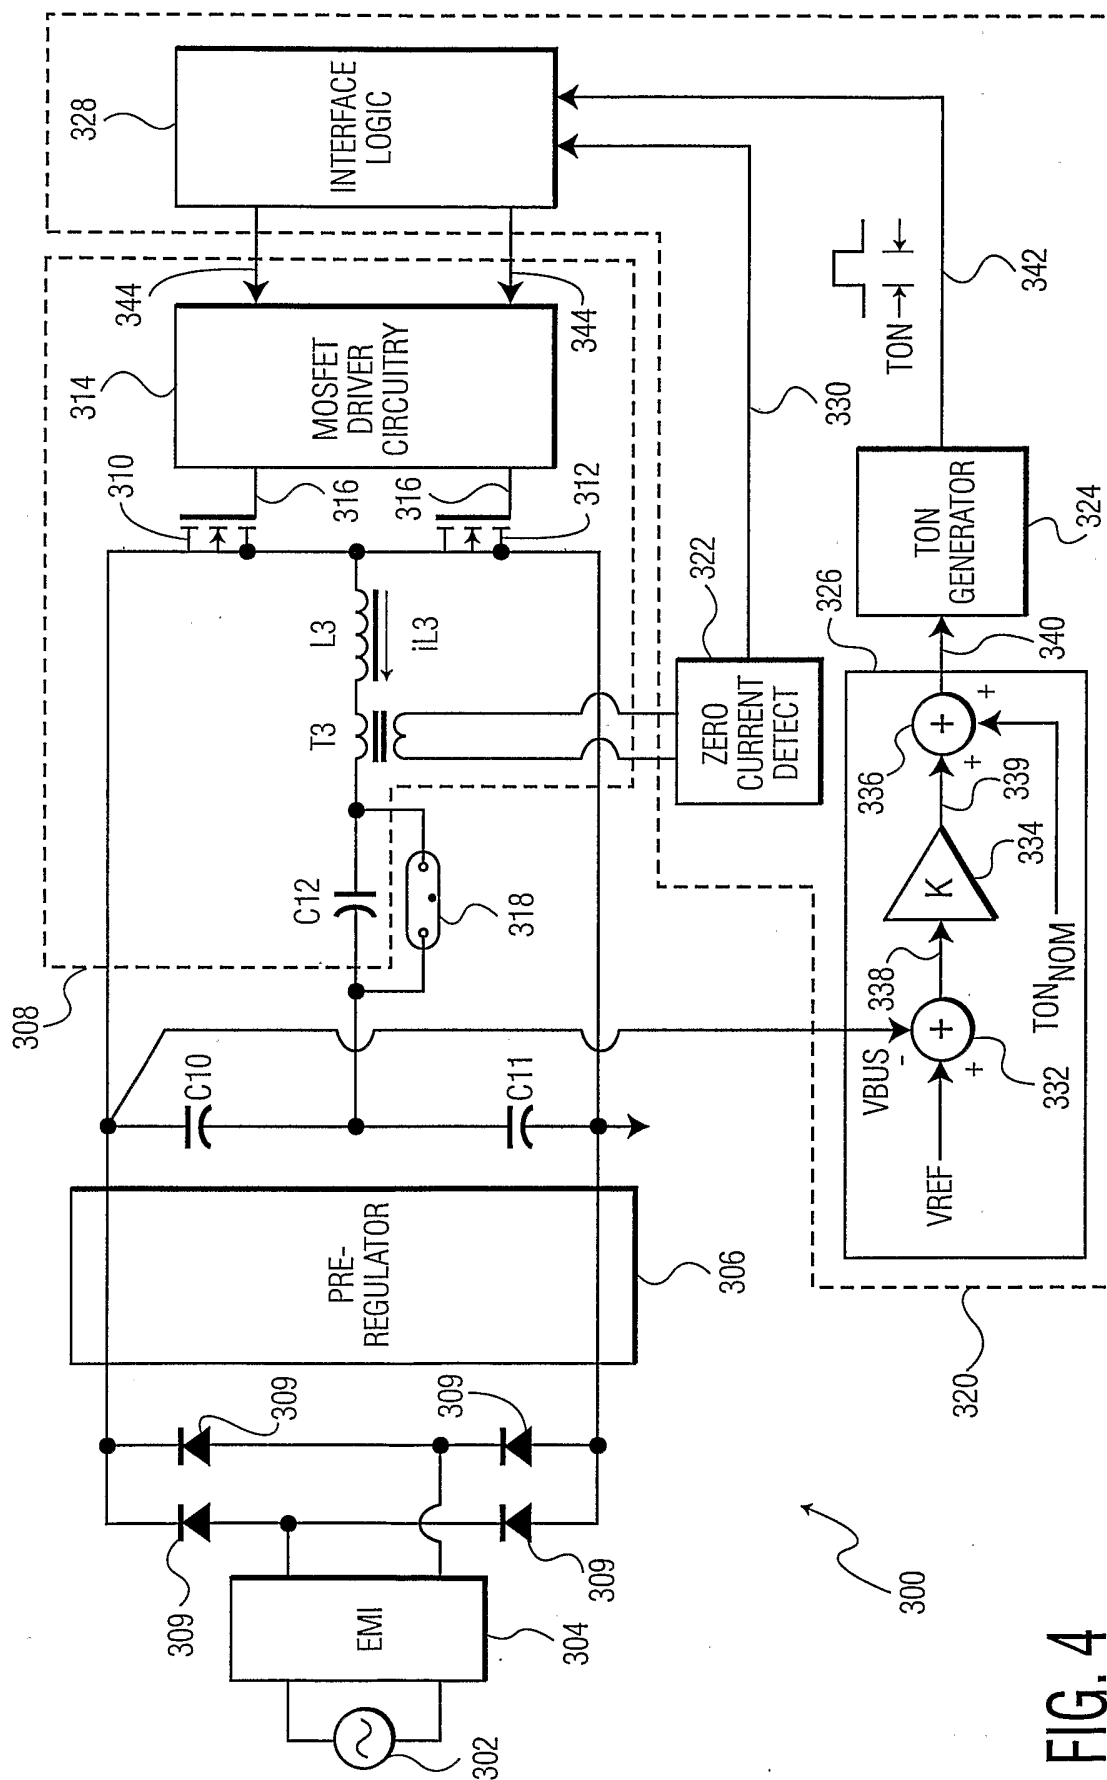 328
INTERFACE
LOGIC
344
344
314
MOSFET
DRIVER
CIRCUITRY
310
316
316
312
L3
iL3
T3
322
ZERO
CURRENT
DETECT
330
342
TON
TON
GENERATOR
324
326
340
336
+
+
+
339
334
K
338
TONNOM
VBUS
-
+
+
332
VREF
320
C12
318
308
C10
C11
PRE-
REGULATOR
306
309
309
309
309
EMI
304
302
300
FIG. 4